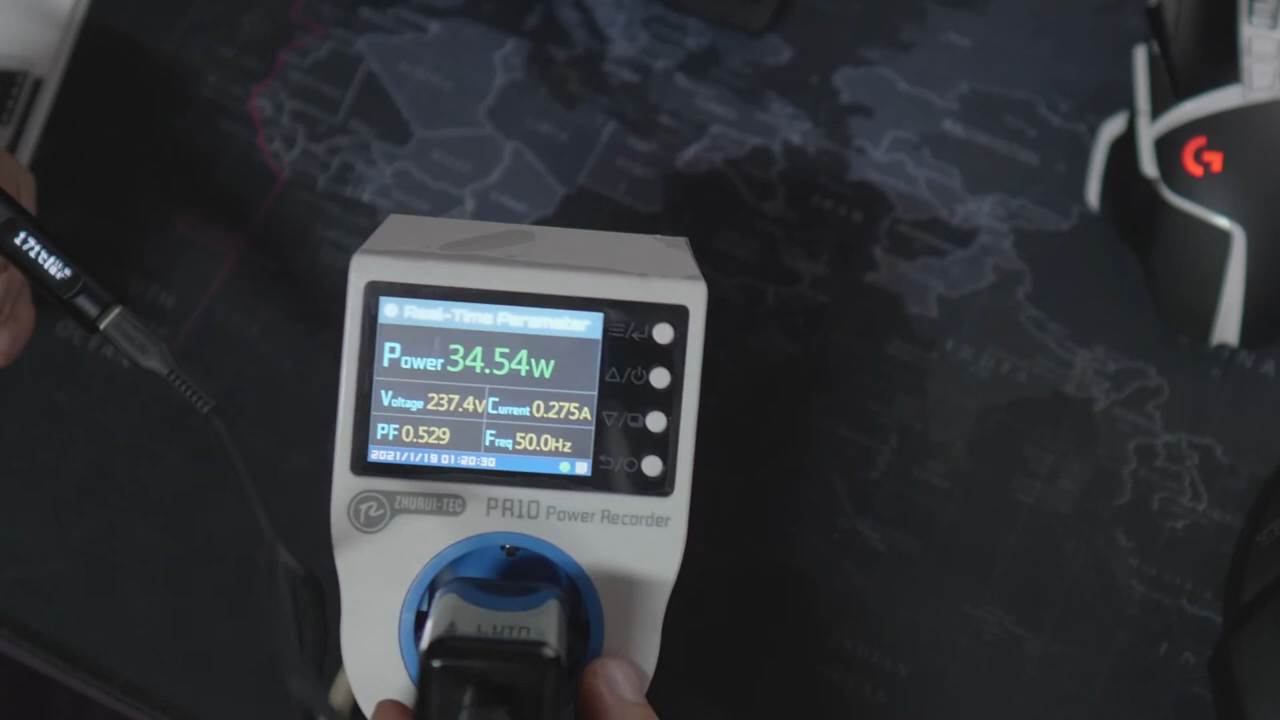 Real-Time Parameter
Power 34.54W
Voltage 237.4V Current 0.275A
PF 0.529 Freq 50.0Hz
2021/1/19 01:20:30
ZHURUI-TEC PR10 Power Recorder